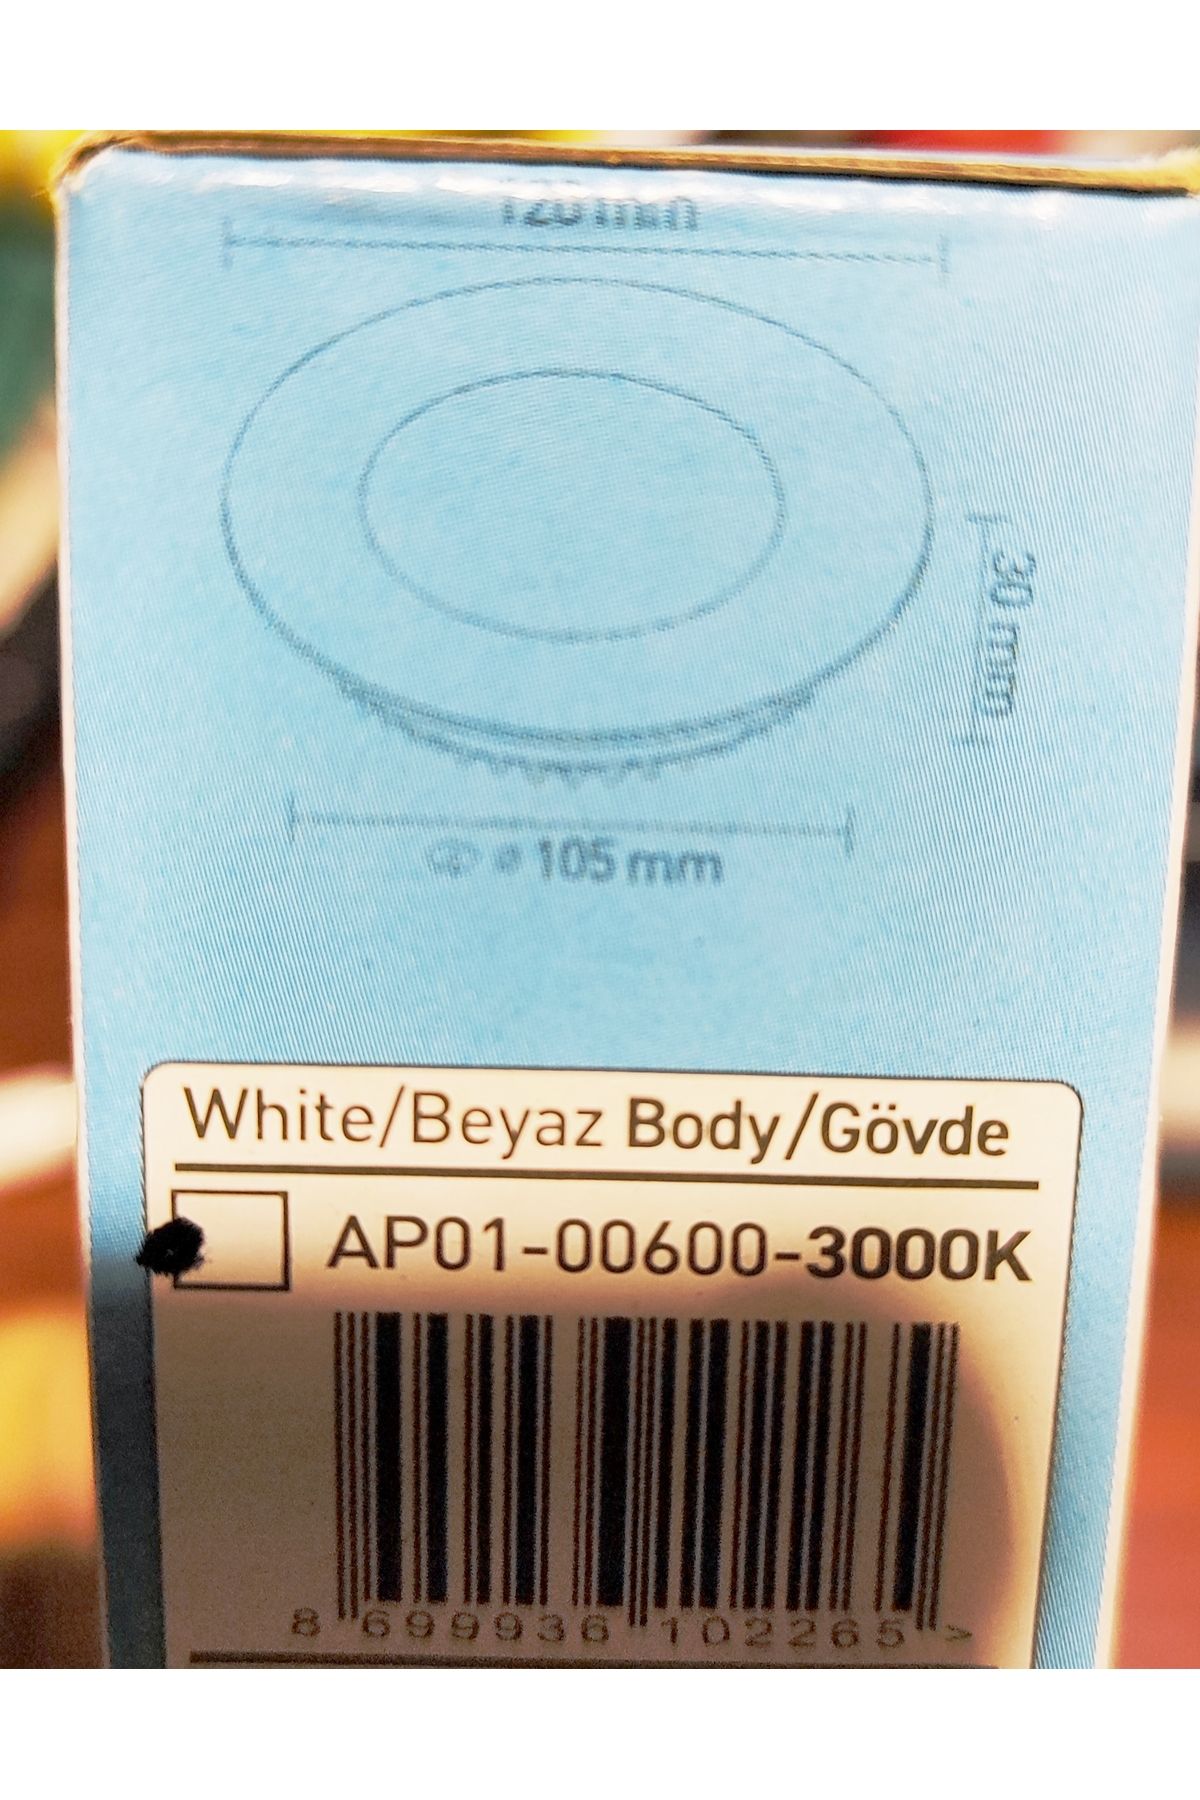 120 mm
30 mm
ø 105 mm
White/Beyaz Body/Gövde
AP01-00600-3000K
8 699936 102265 >